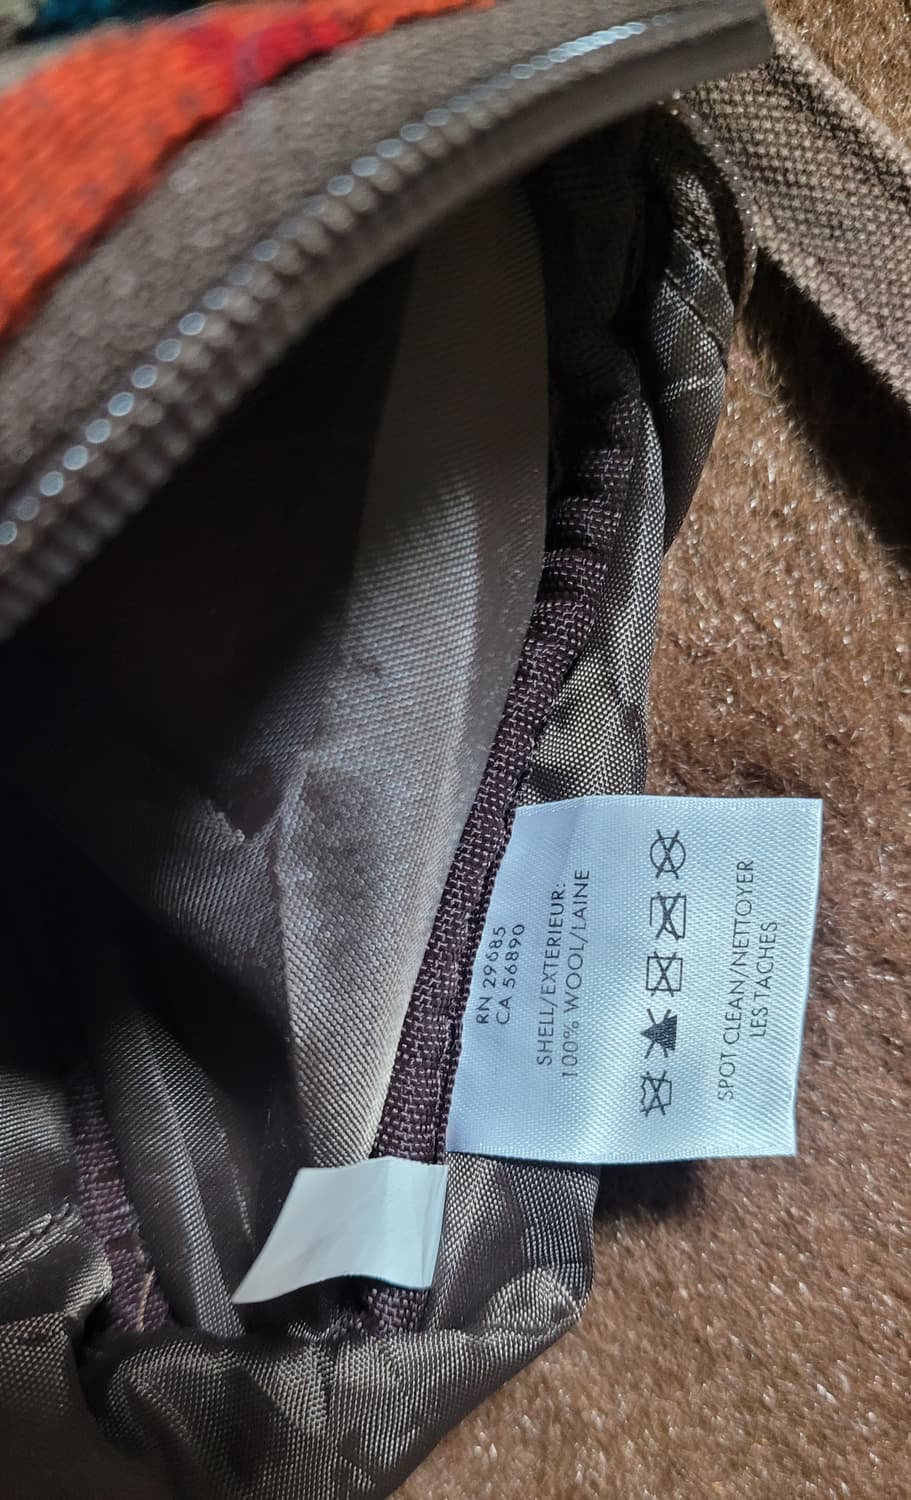 RN 29685
CA 56890
SHELL/EXTERIEUR:
100% WOOL/LAINE
SPOT CLEAN/NETTOYER
LES TACHES